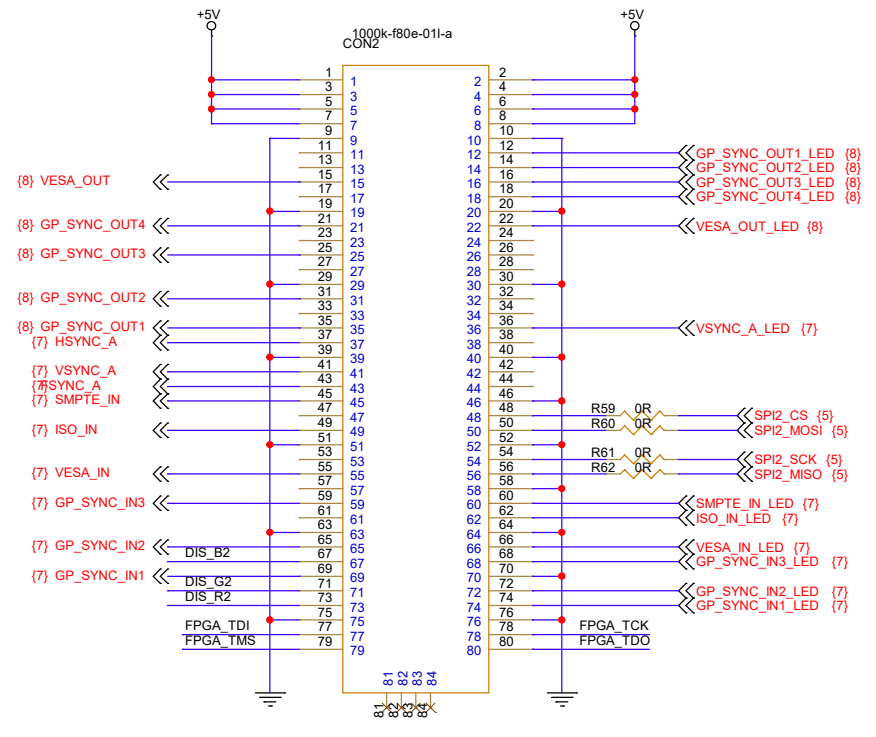 +5V +5V
1000k-f80e-01l-a
CON2
1 1 2 2
3 3 4 4
5 5 6 6
7 7 8 8
9 9 10 10
11 11 12 12 GP_SYNC_OUT1_LED {8}
13 13 14 14 GP_SYNC_OUT2_LED {8}
{8} VESA_OUT 15 15 16 16 GP_SYNC_OUT3_LED {8}
17 17 18 18 GP_SYNC_OUT4_LED {8}
19 19 20 20
{8} GP_SYNC_OUT4 21 21 22 22 VESA_OUT_LED {8}
23 23 24 24
{8} GP_SYNC_OUT3 25 25 26 26
27 27 28 28
29 29 30 30
{8} GP_SYNC_OUT2 31 31 32 32
33 33 34 34
{8} GP_SYNC_OUT1 35 35 36 36 VSYNC_A_LED {7}
{7} HSYNC_A 37 37 38 38
39 39 40 40
{7} VSYNC_A 41 41 42 42
{7} FSYNC_A 43 43 44 44
{7} SMPTE_IN 45 45 46 46
47 47 48 48 R59 0R SPI2_CS {5}
{7} ISO_IN 49 49 50 50 R60 0R SPI2_MOSI {5}
51 51 52 52
53 53 54 54 R61 0R SPI2_SCK {5}
{7} VESA_IN 55 55 56 56 R62 0R SPI2_MISO {5}
57 57 58 58
{7} GP_SYNC_IN3 59 59 60 60 SMPTE_IN_LED {7}
61 61 62 62 ISO_IN_LED {7}
63 63 64 64
{7} GP_SYNC_IN2 65 65 66 66 VESA_IN_LED {7}
DIS_B2 67 67 68 68 GP_SYNC_IN3_LED {7}
{7} GP_SYNC_IN1 69 69 70 70
DIS_G2 71 71 72 72 GP_SYNC_IN2_LED {7}
DIS_R2 73 73 74 74 GP_SYNC_IN1_LED {7}
75 75 76 76
FPGA_TDI 77 77 78 78 FPGA_TCK
FPGA_TMS 79 79 80 80 FPGA_TDO
81 82 83 84
81 82 83 84